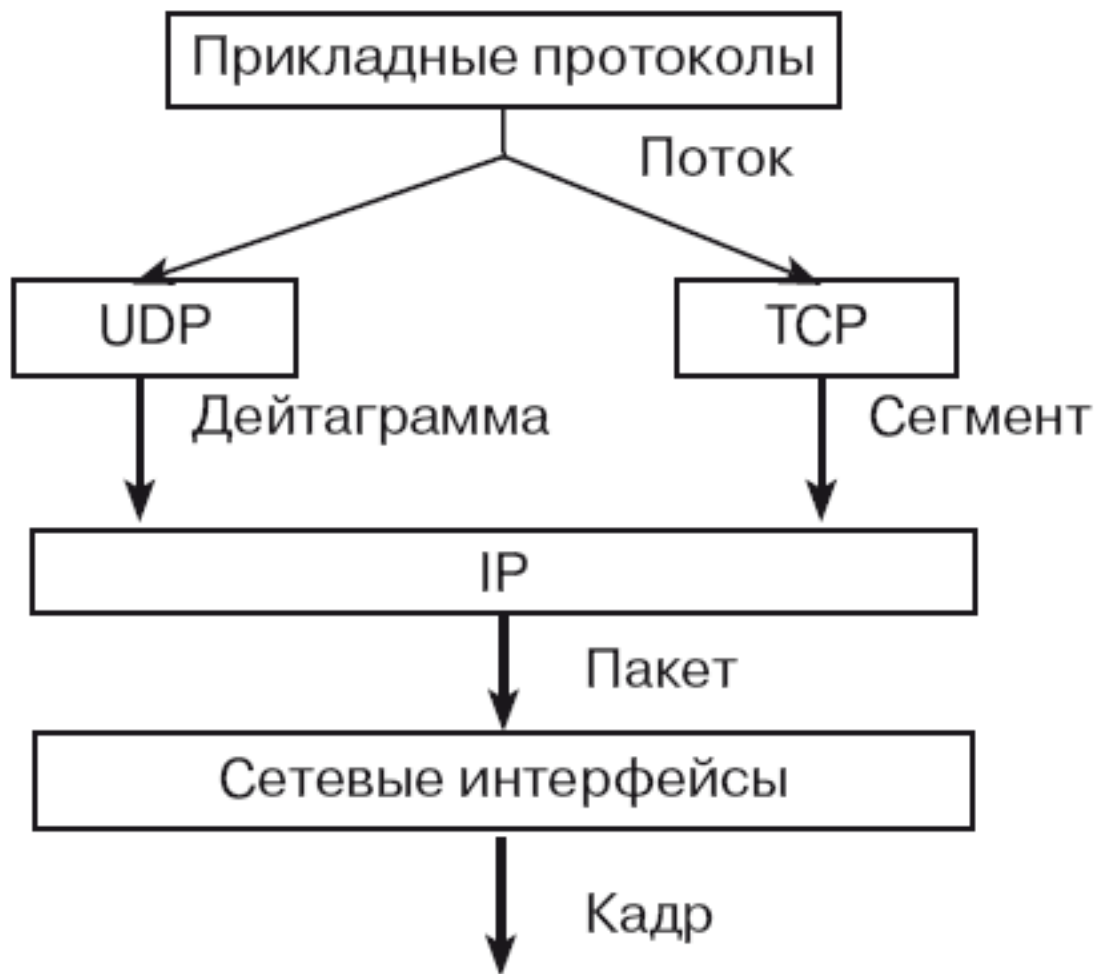 Прикладные протоколы
Поток
UDP
TCP
Дейтаграмма
Сегмент
IP
Пакет
Сетевые интерфейсы
Кадр